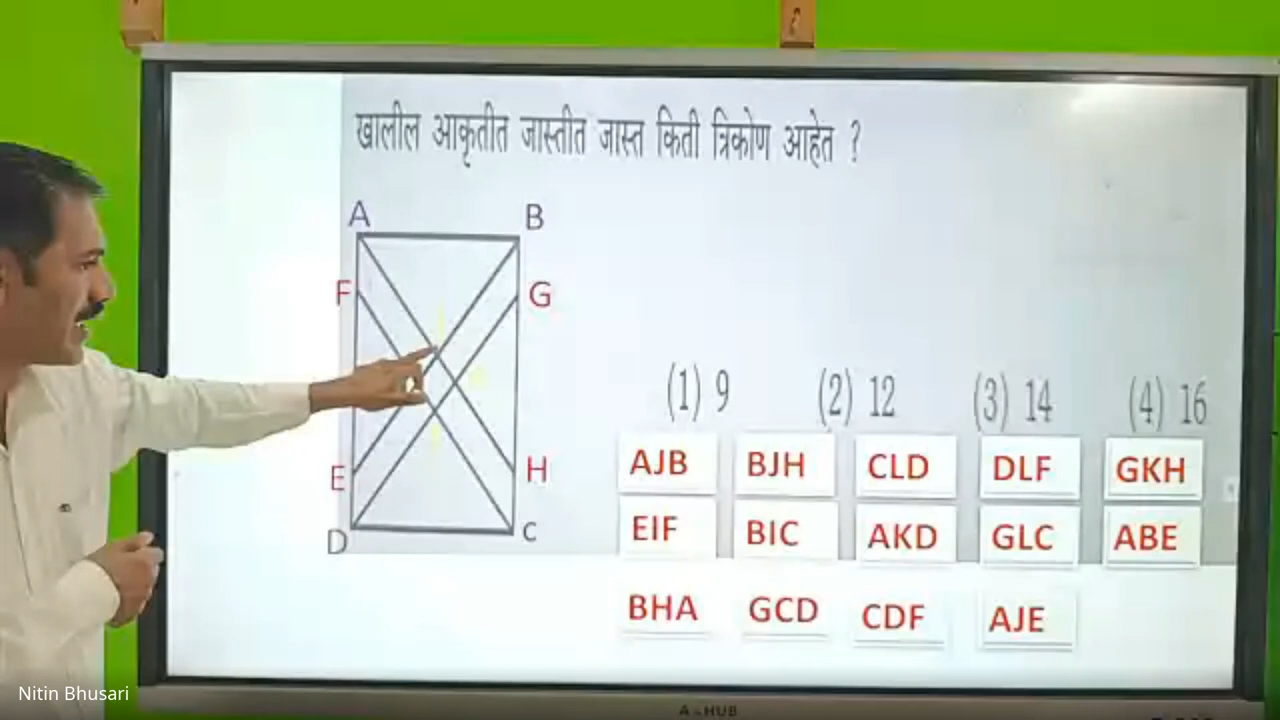 खालील आकृतीत जास्तीत जास्त किती त्रिकोण आहेत ?
A B
F G
E H
D C
(1) 9 (2) 12 (3) 14 (4) 16
AJB BJH CLD DLF GKH
EIF BIC AKD GLC ABE
BHA GCD CDF AJE
Nitin Bhusari